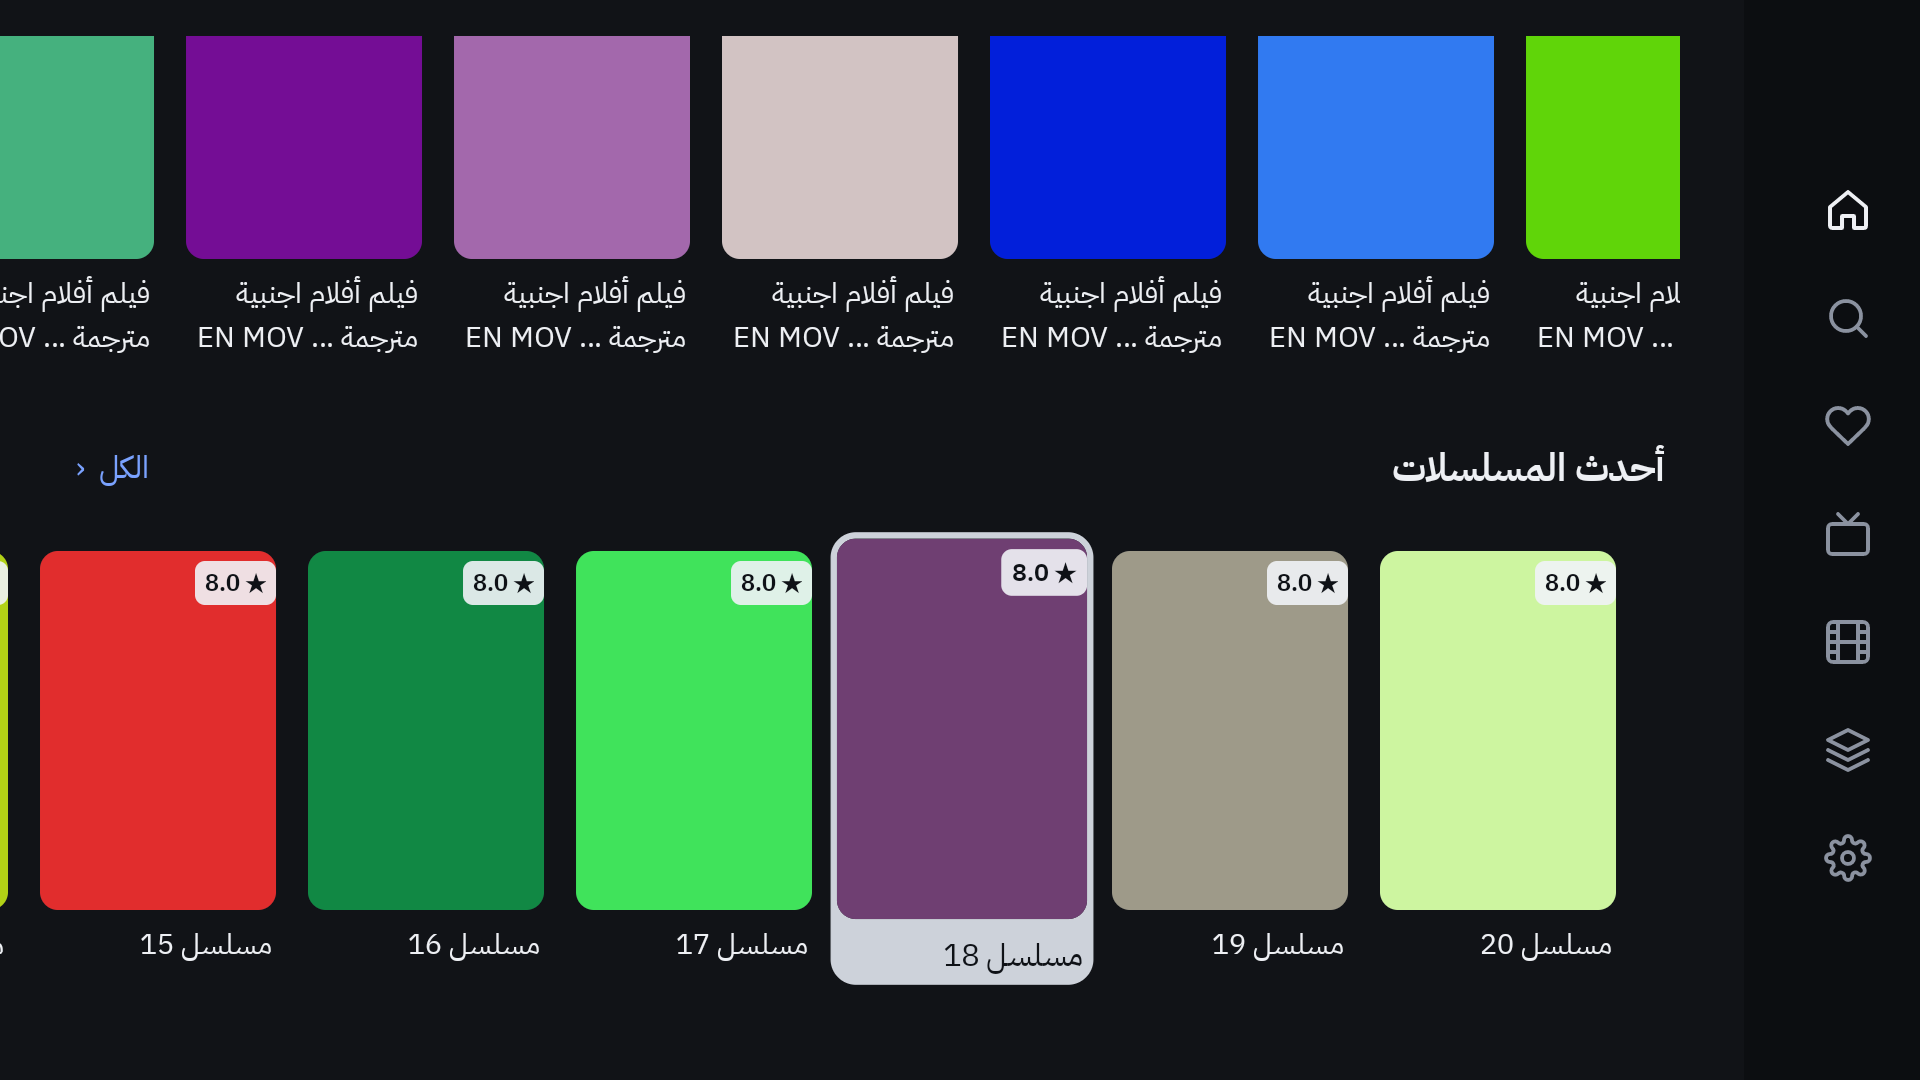 لام اجنبية
... EN MOV
فيلم أفلام اجنبية
مترجمة ... EN MOV
فيلم أفلام اجنبية
مترجمة ... EN MOV
فيلم أفلام اجنبية
مترجمة ... EN MOV
فيلم أفلام اجنبية
مترجمة ... EN MOV
فيلم أفلام اجنبية
مترجمة ... EN MOV
فيلم أفلام اجن
مترجمة ... OV
أحدث المسلسلات
الكل ›
★ 8.0
مسلسل 20
★ 8.0
مسلسل 19
★ 8.0
مسلسل 18
★ 8.0
مسلسل 17
★ 8.0
مسلسل 16
★ 8.0
مسلسل 15